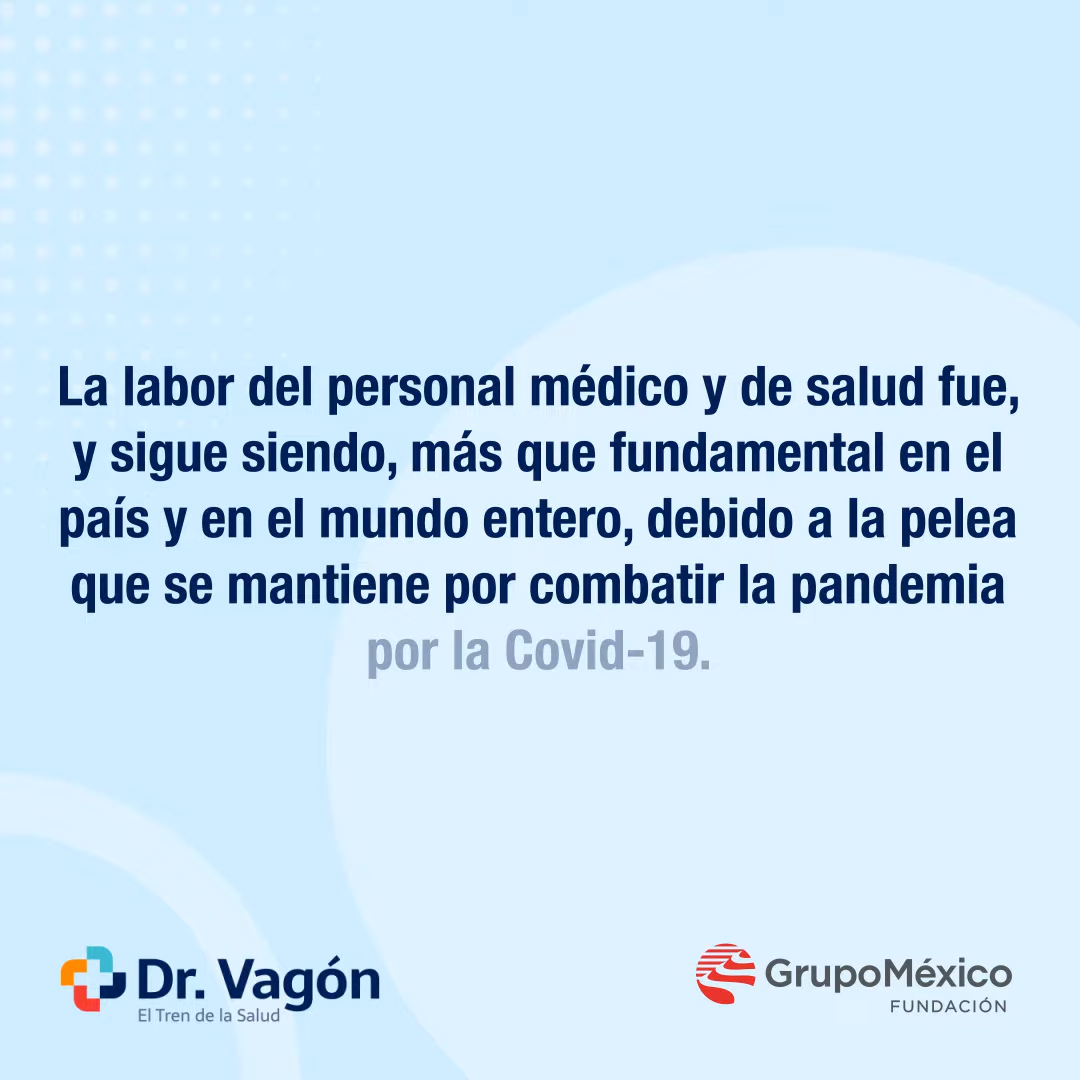 La labor del personal médico y de salud fue,
y sigue siendo, más que fundamental en el
país y en el mundo entero, debido a la pelea
que se mantiene por combatir la pandemia
por la Covid-19.
Dr. Vagón
El Tren de la Salud
GrupoMéxico
FUNDACIÓN